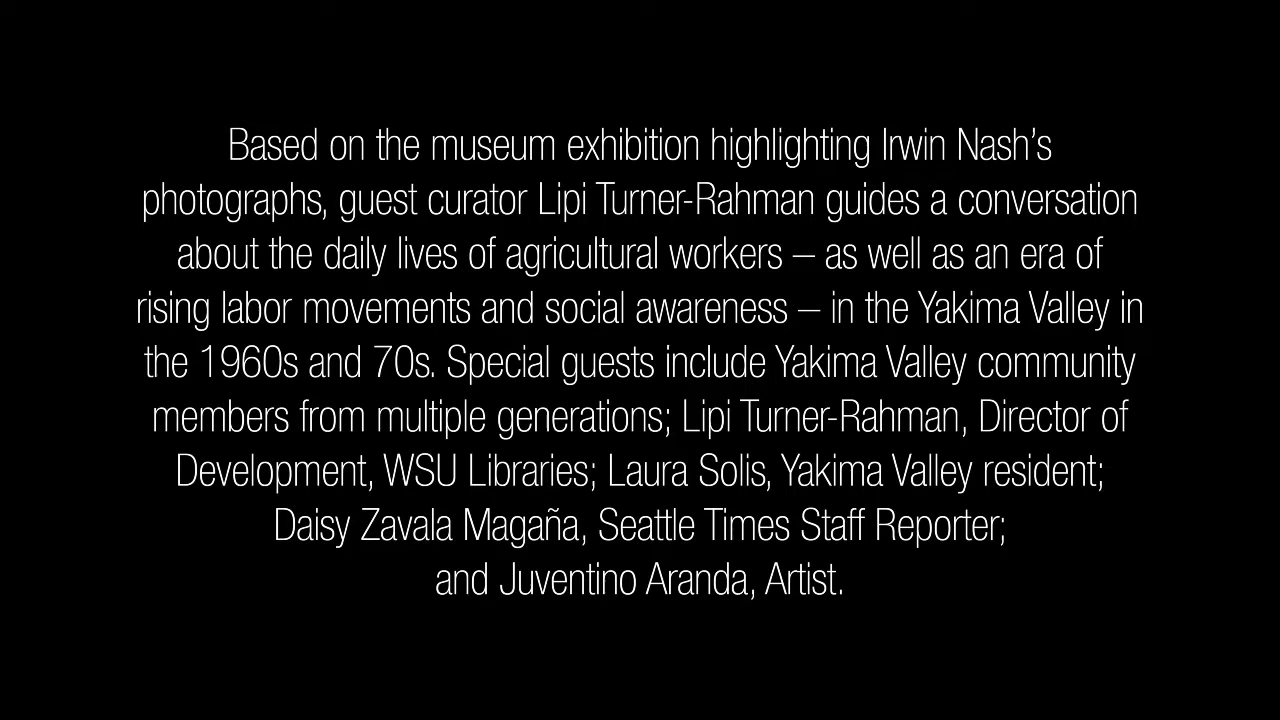 Based on the museum exhibition highlighting Irwin Nash’s
photographs, guest curator Lipi Turner-Rahman guides a conversation
about the daily lives of agricultural workers – as well as an era of
rising labor movements and social awareness – in the Yakima Valley in
the 1960s and 70s. Special guests include Yakima Valley community
members from multiple generations; Lipi Turner-Rahman, Director of
Development, WSU Libraries; Laura Solis, Yakima Valley resident;
Daisy Zavala Magaña, Seattle Times Staff Reporter;
and Juventino Aranda, Artist.